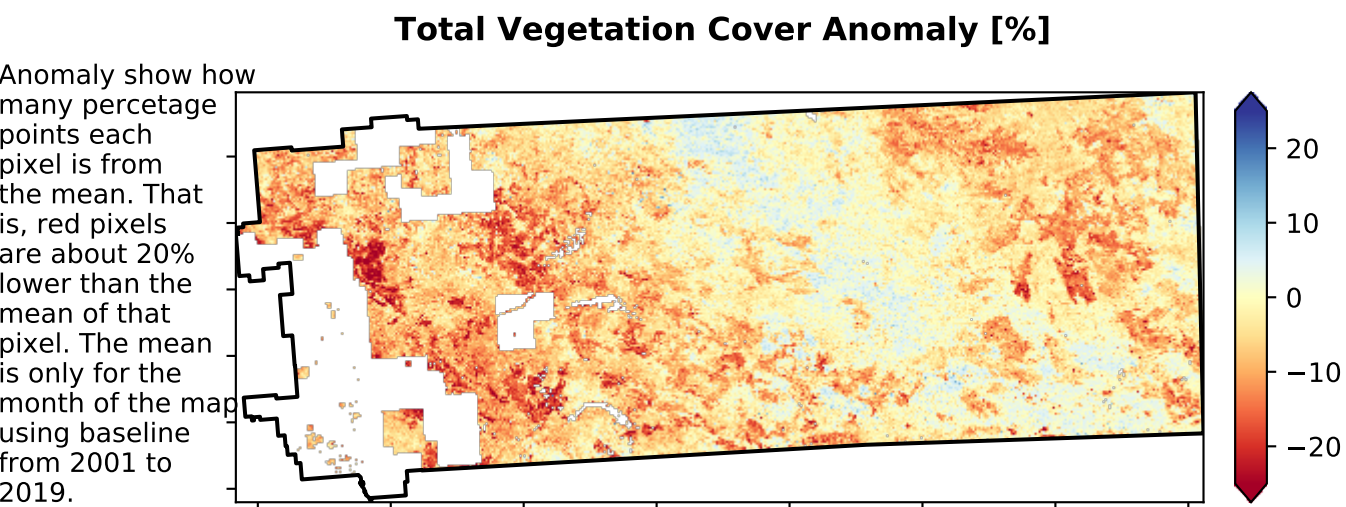 Total Vegetation Cover Anomaly [%]
Anomaly show how
many percetage
points each
pixel is from
the mean. That
is, red pixels
are about 20%
lower than the
mean of that
pixel. The mean
is only for the
month of the map
using baseline
from 2001 to
2019.
20
10
0
−10
−20